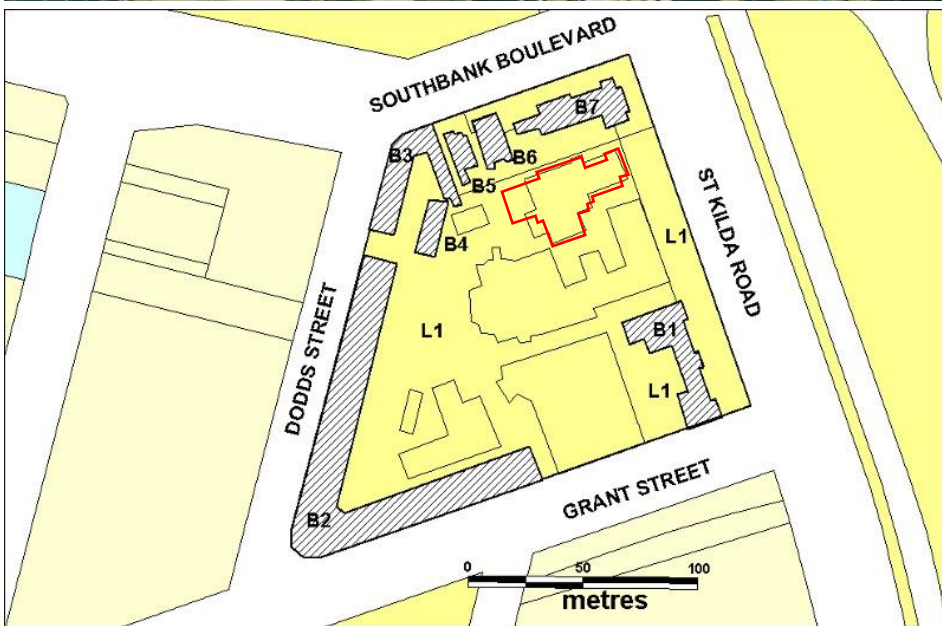 SOUTHBANK BOULEVARD
B7
B3
B6
B5
ST KILDA ROAD
L1
B4
DODDS STREET
L1
B1
L1
GRANT STREET
B2
0 50 100
metres